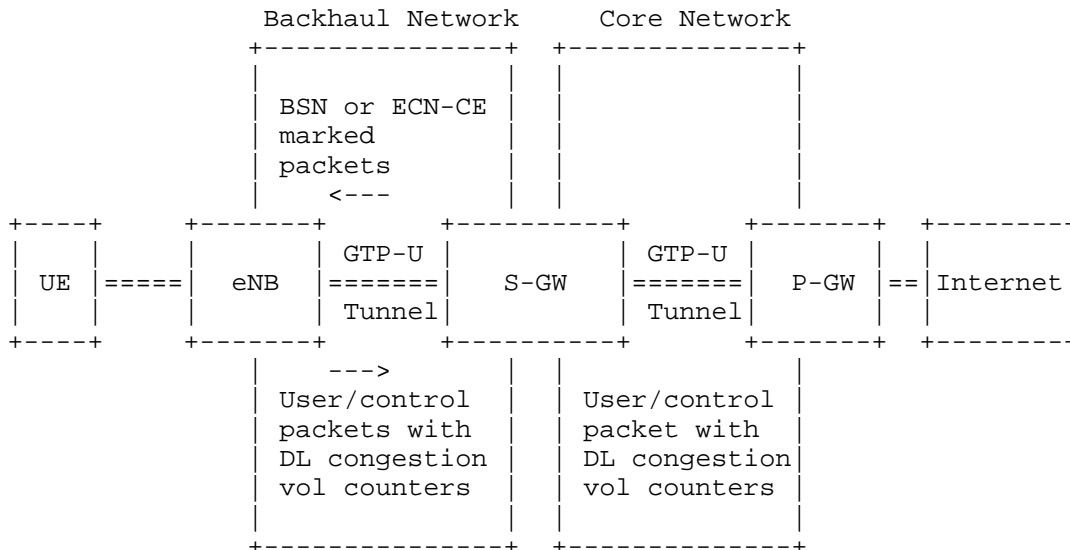 Backhaul Network Core Network
BSN or ECN-CE
marked
packets
<---
GTP-U GTP-U
UE ===== eNB ======= S-GW ======= P-GW == Internet
Tunnel Tunnel
--->
User/control User/control
packets with packet with
DL congestion DL congestion
vol counters vol counters